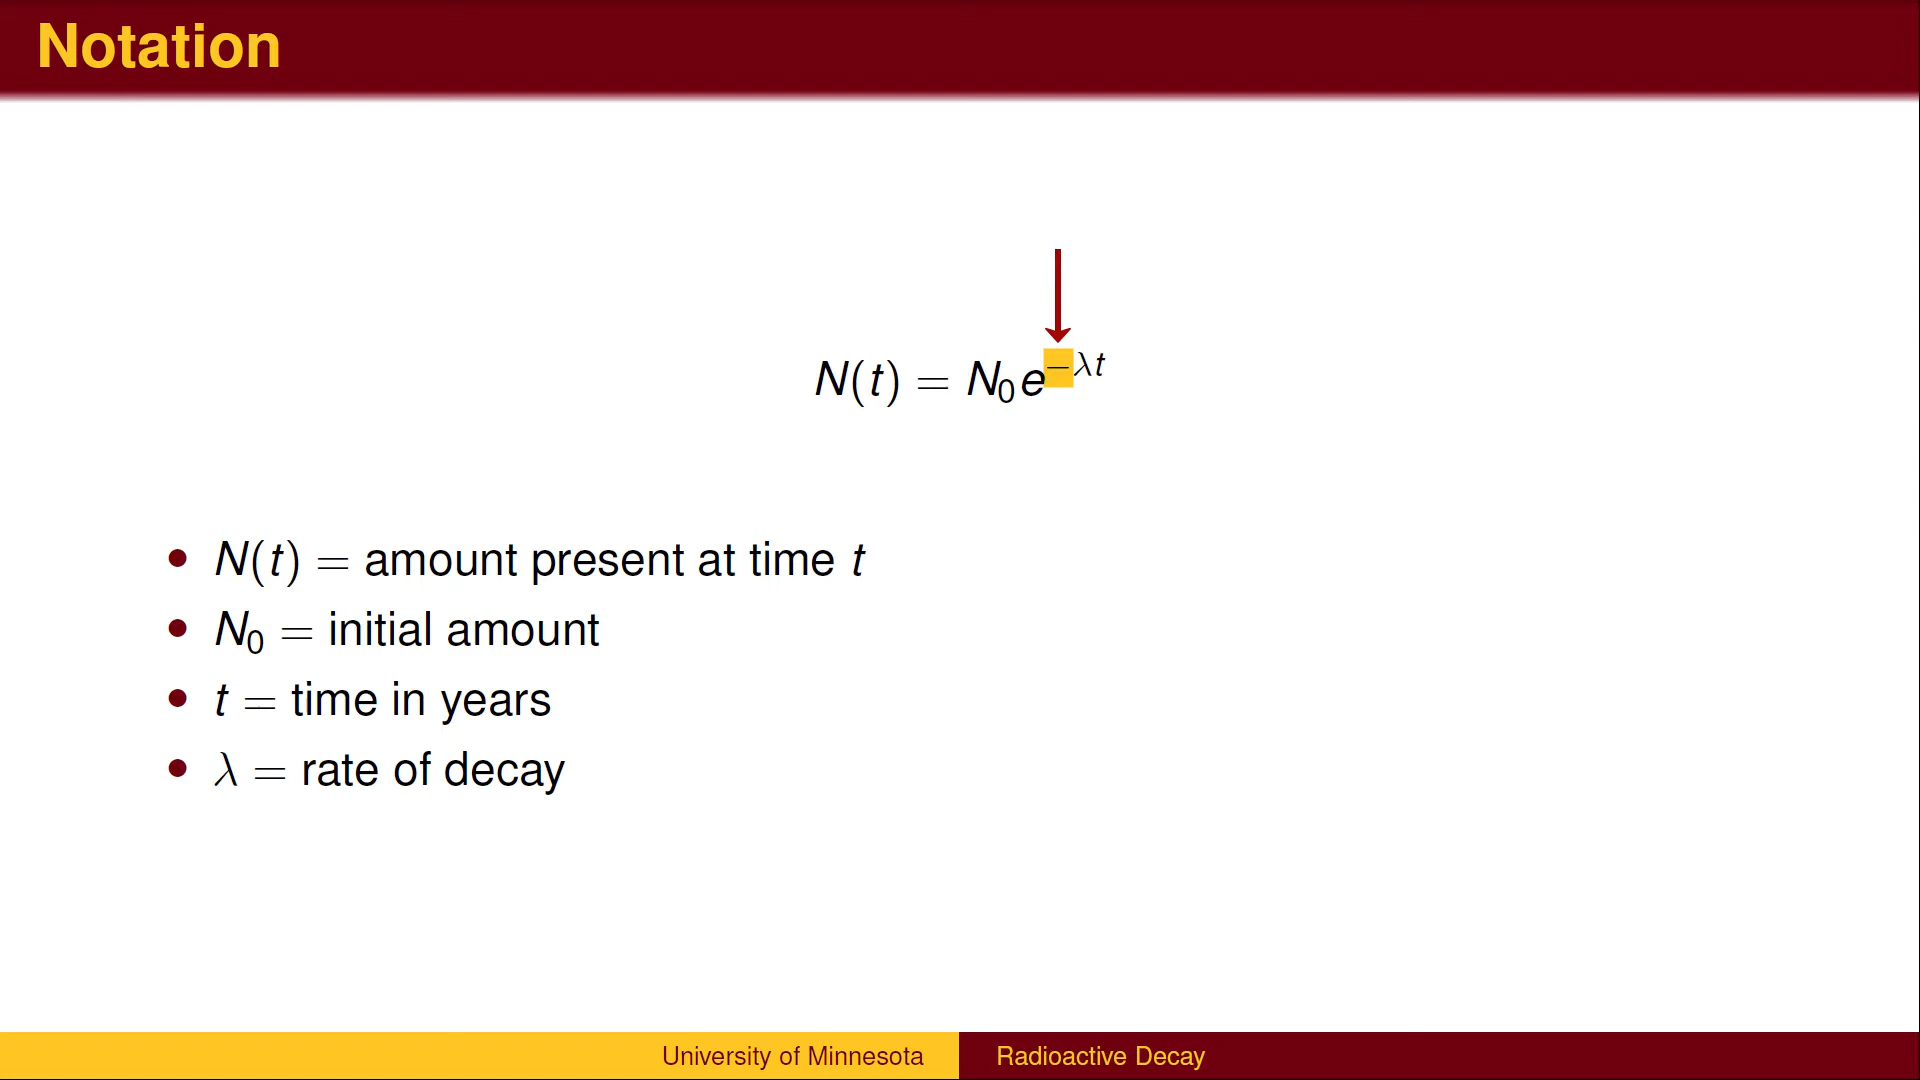 Notation
N(t) = N₀e^{−λt}
• N(t) = amount present at time t
• N₀ = initial amount
• t = time in years
• λ = rate of decay
University of Minnesota
Radioactive Decay